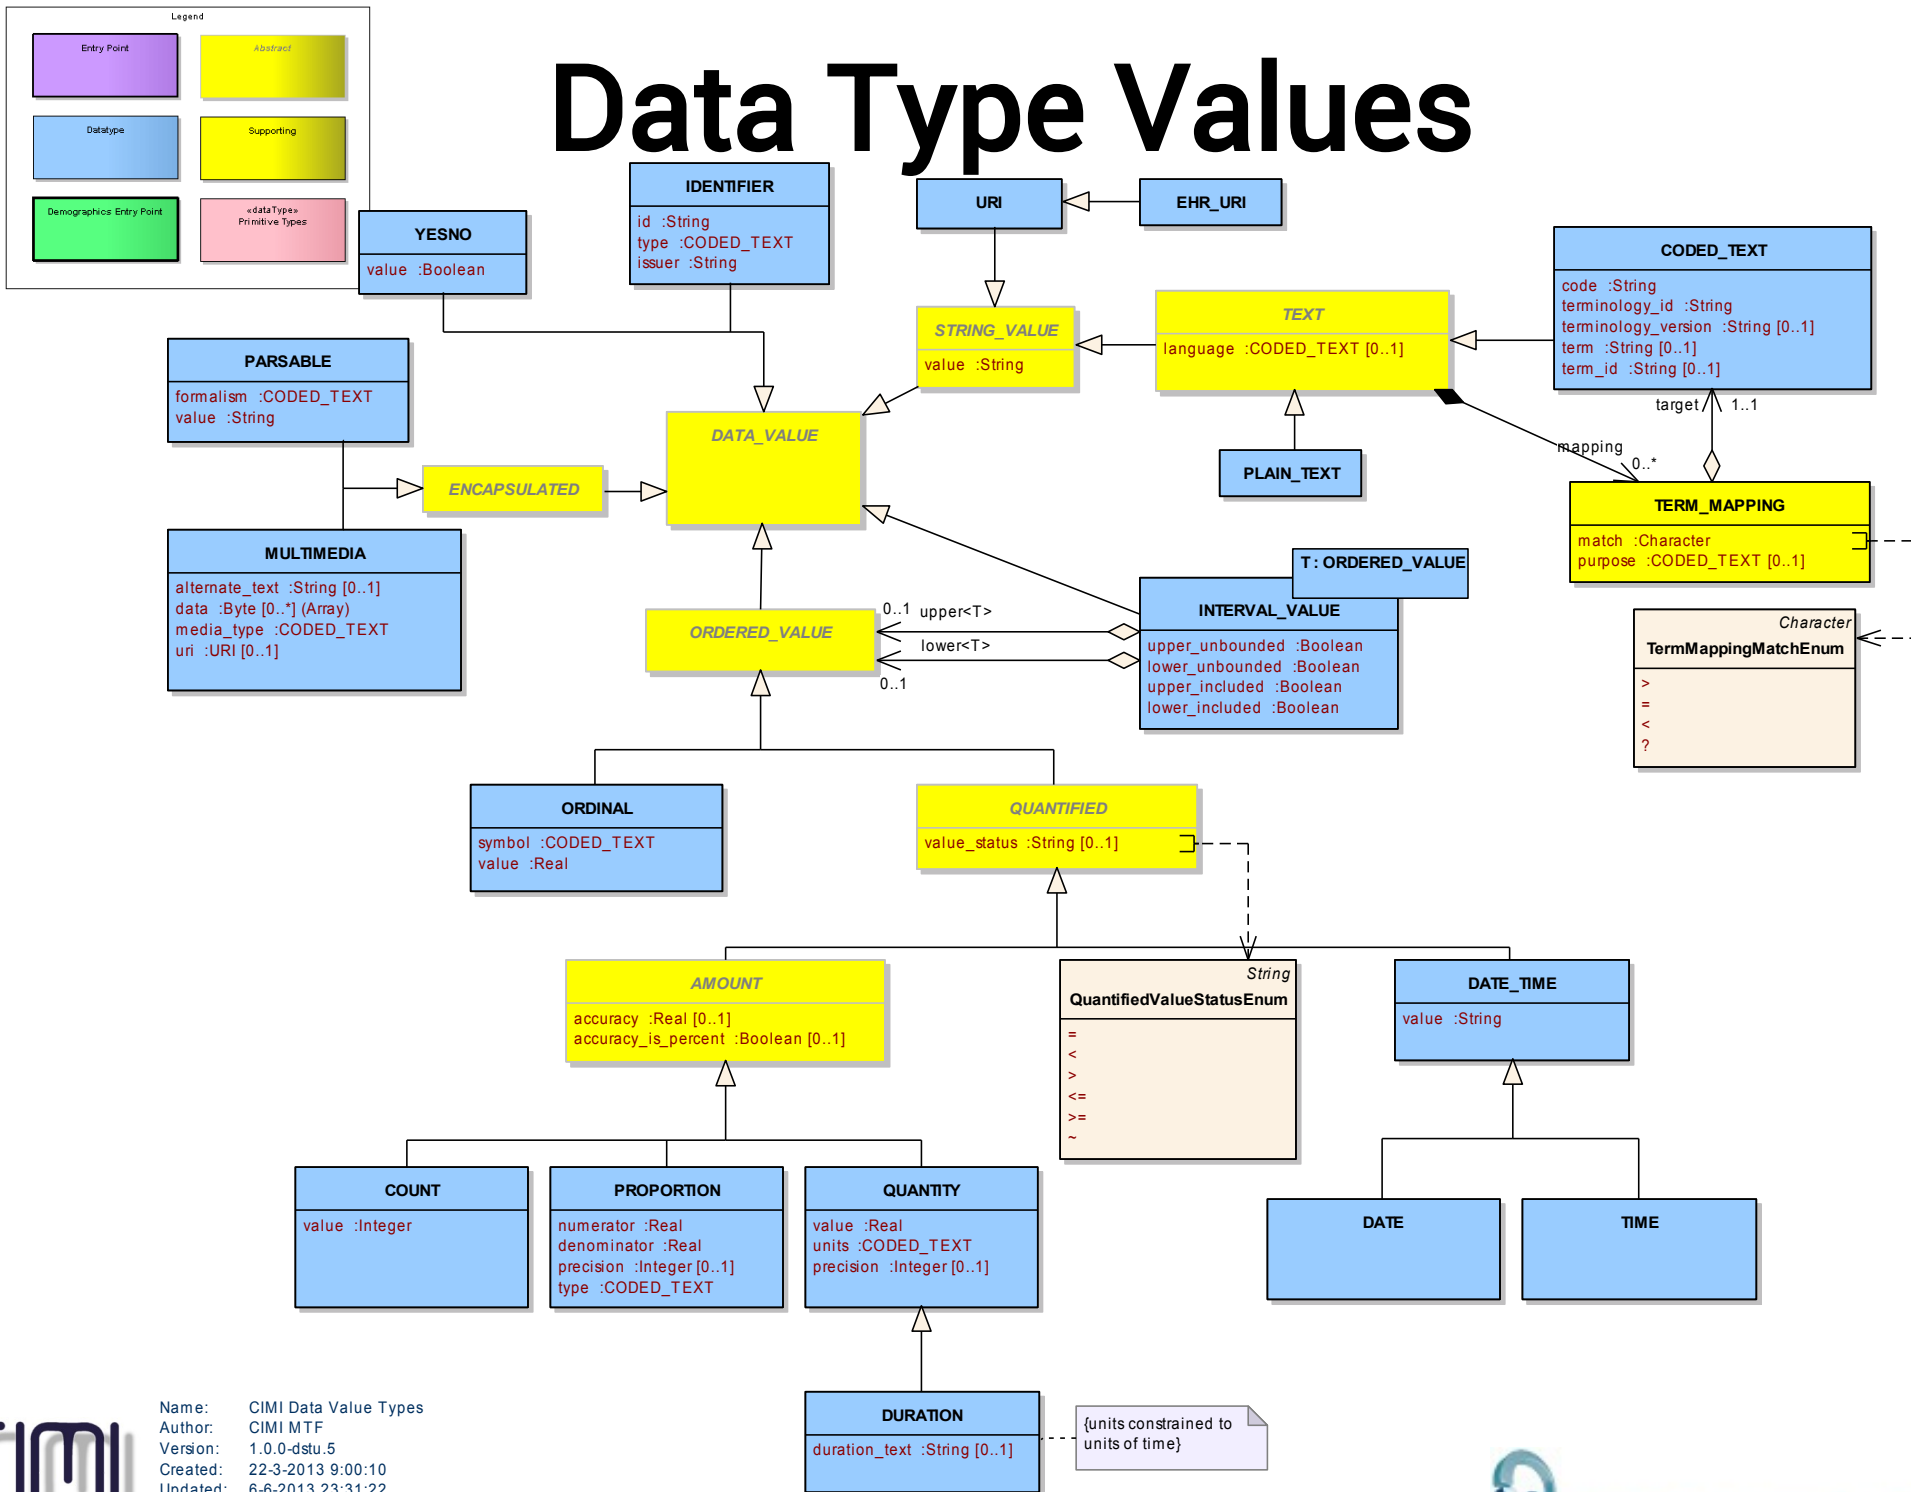 Legend
Entry Point
Abstract
Datatype
Supporting
Demographics Entry Point
«dataType»
Primitive Types
Data Type Values
YESNO
value :Boolean
IDENTIFIER
id :String
type :CODED_TEXT
issuer :String
URI
EHR_URI
CODED_TEXT
code :String
terminology_id :String
terminology_version :String [0..1]
term :String [0..1]
term_id :String [0..1]
STRING_VALUE
value :String
TEXT
language :CODED_TEXT [0..1]
PARSABLE
formalism :CODED_TEXT
value :String
target
1..1
DATA_VALUE
mapping
0..*
PLAIN_TEXT
ENCAPSULATED
TERM_MAPPING
match :Character
purpose :CODED_TEXT [0..1]
MULTIMEDIA
alternate_text :String [0..1]
data :Byte [0..*] (Array)
media_type :CODED_TEXT
uri :URI [0..1]
T : ORDERED_VALUE
INTERVAL_VALUE
upper_unbounded :Boolean
lower_unbounded :Boolean
upper_included :Boolean
lower_included :Boolean
ORDERED_VALUE
0..1 upper<T>
lower<T>
0..1
Character
TermMappingMatchEnum
>
=
<
?
ORDINAL
symbol :CODED_TEXT
value :Real
QUANTIFIED
value_status :String [0..1]
AMOUNT
accuracy :Real [0..1]
accuracy_is_percent :Boolean [0..1]
String
QuantifiedValueStatusEnum
=
<
>
<=
>=
~
DATE_TIME
value :String
COUNT
value :Integer
PROPORTION
numerator :Real
denominator :Real
precision :Integer [0..1]
type :CODED_TEXT
QUANTITY
value :Real
units :CODED_TEXT
precision :Integer [0..1]
DATE
TIME
DURATION
duration_text :String [0..1]
{units constrained to
units of time}
Name: CIMI Data Value Types
Author: CIMI MTF
Version: 1.0.0-dstu.5
Created: 22-3-2013 9:00:10
Updated: 6-6-2013 23:31:22